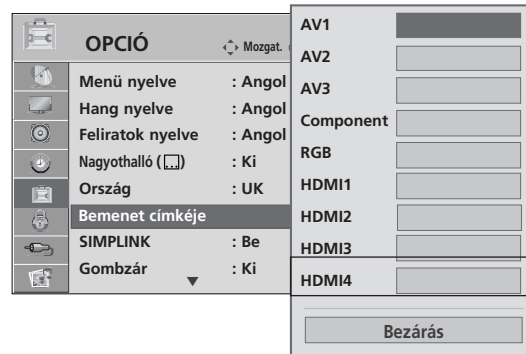 OPCIÓ
Mozgat.
Menü nyelve : Angol
Hang nyelve : Angol
Feliratok nyelve : Angol
Nagyothalló ( ) : Ki
Ország : UK
Bemenet címkéje
SIMPLINK : Be
Gombzár : Ki
AV1
AV2
AV3
Component
RGB
HDMI1
HDMI2
HDMI3
HDMI4
Bezárás